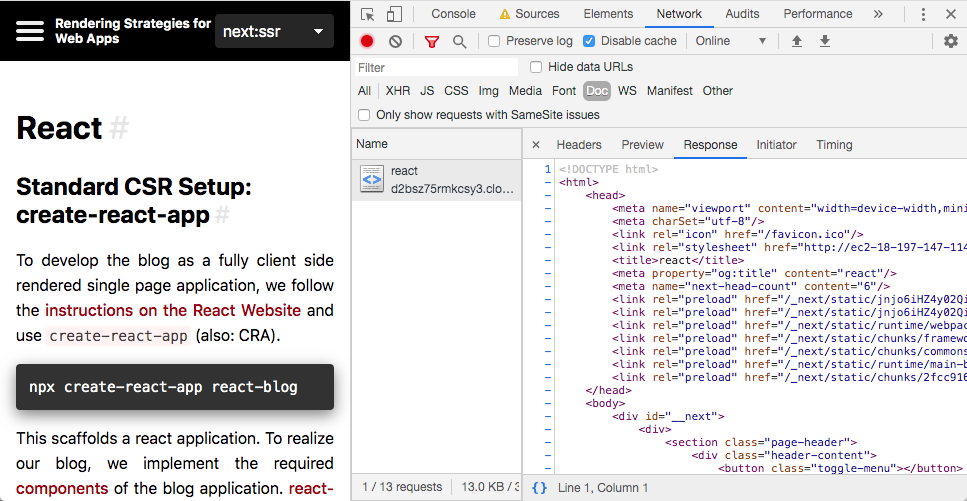 Rendering Strategies for
Web Apps
next:ssr
React #
Standard CSR Setup:
create-react-app #
To develop the blog as a fully client side
rendered single page application, we follow
the instructions on the React Website and
use create-react-app (also: CRA).
npx create-react-app react-blog
This scaffolds a react application. To realize
our blog, we implement the required
components of the blog application. react-
Console Sources Elements Network Audits Performance »
Preserve log Disable cache Online
Filter Hide data URLs
All XHR JS CSS Img Media Font Doc WS Manifest Other
Only show requests with SameSite issues
Name
react
d2bsz75rmkcsy3.clo…
1 / 13 requests 13.0 KB / 3
× Headers Preview Response Initiator Timing
1 <!DOCTYPE html>
- <html>
- <head>
- <meta name="viewport" content="width=device-width,mini
- <meta charSet="utf-8"/>
- <link rel="icon" href="/favicon.ico"/>
- <link rel="stylesheet" href="http://ec2-18-197-147-114
- <title>react</title>
- <meta property="og:title" content="react"/>
- <meta name="next-head-count" content="6"/>
- <link rel="preload" href="/_next/static/jnjo6iHZ4y02Qi
- <link rel="preload" href="/_next/static/jnjo6iHZ4y02Qi
- <link rel="preload" href="/_next/static/runtime/webpac
- <link rel="preload" href="/_next/static/chunks/framewo
- <link rel="preload" href="/_next/static/chunks/commons
- <link rel="preload" href="/_next/static/runtime/main-b
- <link rel="preload" href="/_next/static/chunks/2fcc916
- </head>
- <body>
- <div id="__next">
- <div>
- <section class="page-header">
- <div class="header-content">
- <button class="toggle-menu"></button>
{} Line 1, Column 1